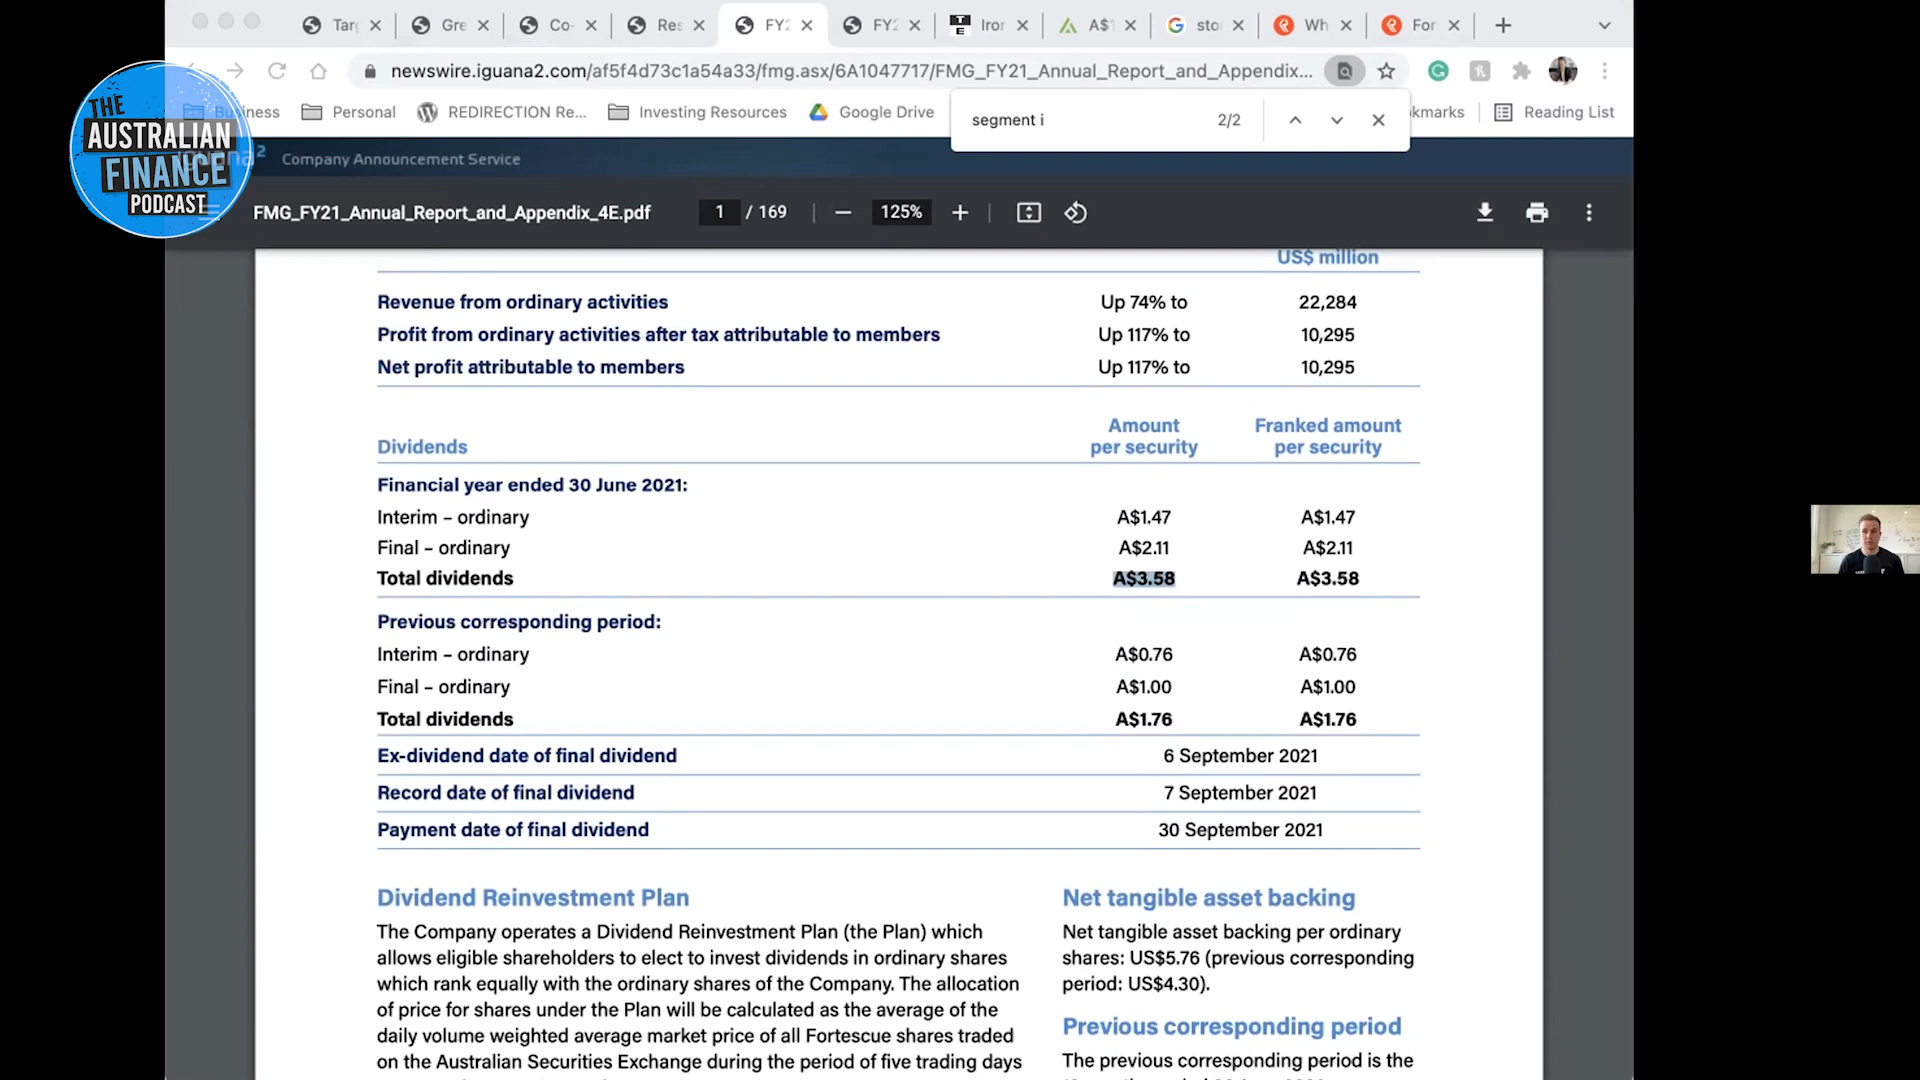 Tar
Gre
Co-
Res
FY2
FY2
Iror
A$1
sto
Wh
For
newswire.iguana2.com/af5f4d73c1a54a33/fmg.asx/6A1047717/FMG_FY21_Annual_Report_and_Appendix...
Business
Personal
REDIRECTION Re...
Investing Resources
Google Drive
kmarks
Reading List
segment i
2/2
THE
AUSTRALIAN
FINANCE
PODCAST
Company Announcement Service
FMG_FY21_Annual_Report_and_Appendix_4E.pdf
1 / 169
125%
US$ million
Revenue from ordinary activities Up 74% to 22,284
Profit from ordinary activities after tax attributable to members Up 117% to 10,295
Net profit attributable to members Up 117% to 10,295
Dividends Amount per security Franked amount per security
Financial year ended 30 June 2021:
Interim – ordinary A$1.47 A$1.47
Final – ordinary A$2.11 A$2.11
Total dividends A$3.58 A$3.58
Previous corresponding period:
Interim – ordinary A$0.76 A$0.76
Final – ordinary A$1.00 A$1.00
Total dividends A$1.76 A$1.76
Ex-dividend date of final dividend 6 September 2021
Record date of final dividend 7 September 2021
Payment date of final dividend 30 September 2021
Dividend Reinvestment Plan
The Company operates a Dividend Reinvestment Plan (the Plan) which
allows eligible shareholders to elect to invest dividends in ordinary shares
which rank equally with the ordinary shares of the Company. The allocation
of price for shares under the Plan will be calculated as the average of the
daily volume weighted average market price of all Fortescue shares traded
on the Australian Securities Exchange during the period of five trading days
Net tangible asset backing
Net tangible asset backing per ordinary
shares: US$5.76 (previous corresponding
period: US$4.30).
Previous corresponding period
The previous corresponding period is the